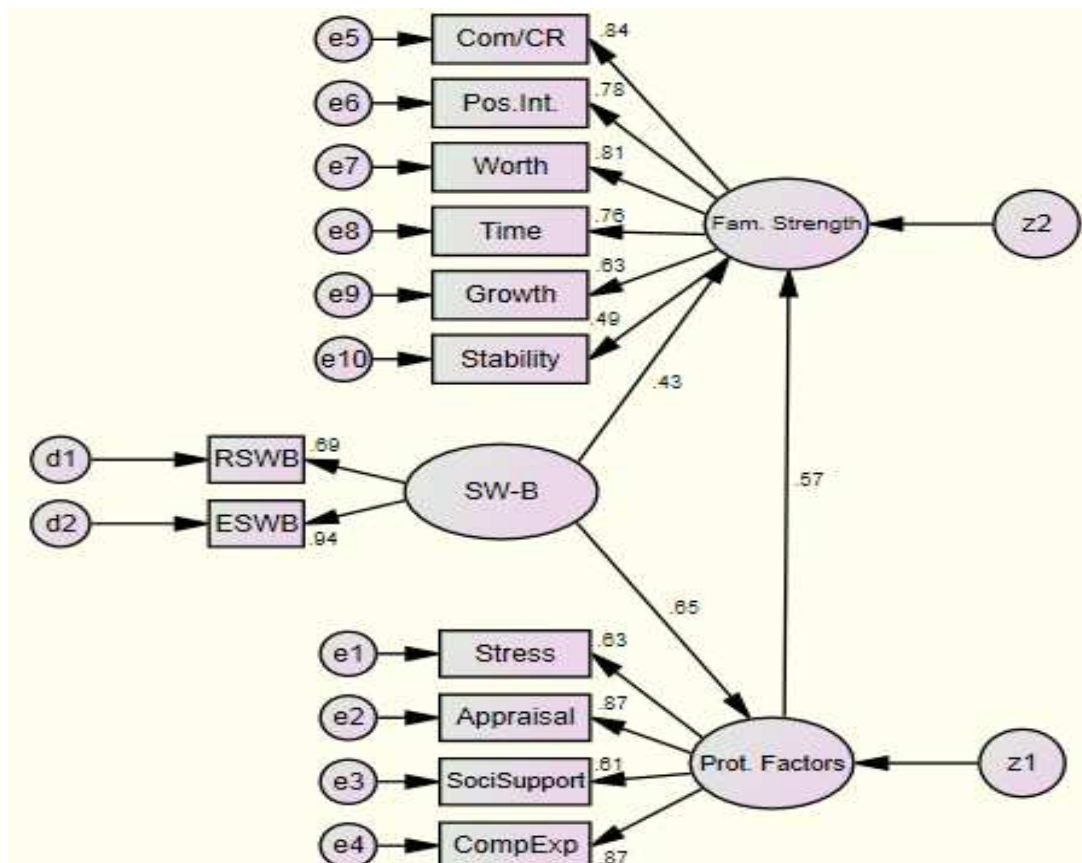 e5
Com/CR
.84
e6
Pos.Int.
.78
e7
Worth
.81
e8
Time
.76
e9
Growth
.63
e10
Stability
.49
Fam. Strength
z2
.43
d1
RSWB
.69
d2
ESWB
.94
SW-B
.57
.65
e1
Stress
.63
e2
Appraisal
.87
e3
SociSupport
.61
e4
CompExp
.87
Prot. Factors
z1